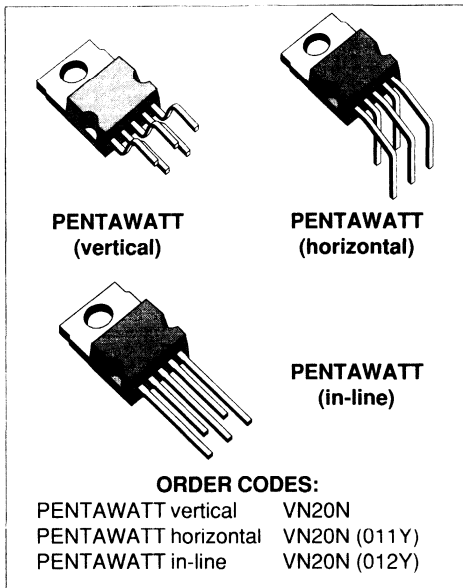 PENTAWATT
(vertical)
PENTAWATT
(horizontal)
PENTAWATT
(in-line)
ORDER CODES:
PENTAWATT vertical VN20N
PENTAWATT horizontal VN20N (011Y)
PENTAWATT in-line VN20N (012Y)